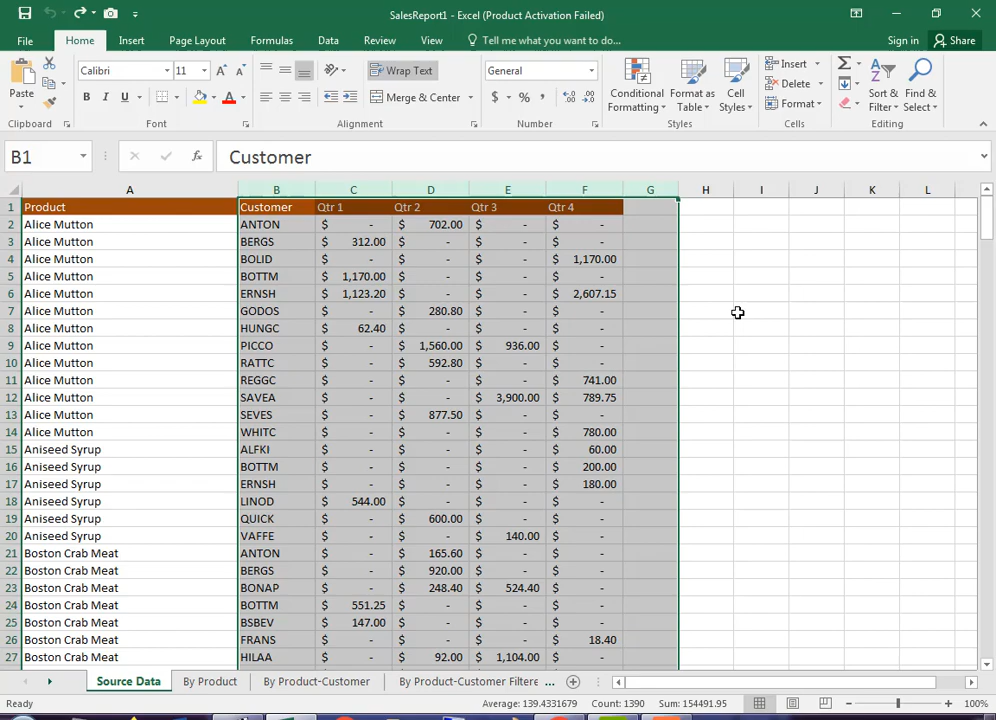 SalesReport1 - Excel (Product Activation Failed)
File Home Insert Page Layout Formulas Data Review View Tell me what you want to do... Sign in Share
Paste Calibri 11 A A Wrap Text General Conditional Formatting Format as Table Cell Styles Insert Delete Format Sort & Filter Find & Select
B I U A Merge & Center $ % ,
Clipboard Font Alignment Number Styles Cells Editing
B1 fx Customer
A B C D E F G H I J K L
1 Product Customer Qtr 1 Qtr 2 Qtr 3 Qtr 4
2 Alice Mutton ANTON $ - $ 702.00 $ - $ -
3 Alice Mutton BERGS $ 312.00 $ - $ - $ -
4 Alice Mutton BOLID $ - $ - $ - $ 1,170.00
5 Alice Mutton BOTTM $ 1,170.00 $ - $ - $ -
6 Alice Mutton ERNSH $ 1,123.20 $ - $ - $ 2,607.15
7 Alice Mutton GODOS $ - $ 280.80 $ - $ -
8 Alice Mutton HUNGC $ 62.40 $ - $ - $ -
9 Alice Mutton PICCO $ - $ 1,560.00 $ 936.00 $ -
10 Alice Mutton RATTC $ - $ 592.80 $ - $ -
11 Alice Mutton REGGC $ - $ - $ - $ 741.00
12 Alice Mutton SAVEA $ - $ - $ 3,900.00 $ 789.75
13 Alice Mutton SEVES $ - $ 877.50 $ - $ -
14 Alice Mutton WHITC $ - $ - $ - $ 780.00
15 Aniseed Syrup ALFKI $ - $ - $ - $ 60.00
16 Aniseed Syrup BOTTM $ - $ - $ - $ 200.00
17 Aniseed Syrup ERNSH $ - $ - $ - $ 180.00
18 Aniseed Syrup LINOD $ 544.00 $ - $ - $ -
19 Aniseed Syrup QUICK $ - $ 600.00 $ - $ -
20 Aniseed Syrup VAFFE $ - $ - $ 140.00 $ -
21 Boston Crab Meat ANTON $ - $ 165.60 $ - $ -
22 Boston Crab Meat BERGS $ - $ 920.00 $ - $ -
23 Boston Crab Meat BONAP $ - $ 248.40 $ 524.40 $ -
24 Boston Crab Meat BOTTM $ 551.25 $ - $ - $ -
25 Boston Crab Meat BSBEV $ 147.00 $ - $ - $ -
26 Boston Crab Meat FRANS $ - $ - $ - $ 18.40
27 Boston Crab Meat HILAA $ - $ 92.00 $ 1,104.00 $ -
Source Data By Product By Product-Customer By Product-Customer Filtere ...
Ready Average: 139.4331679 Count: 1390 Sum: 154491.95 100%